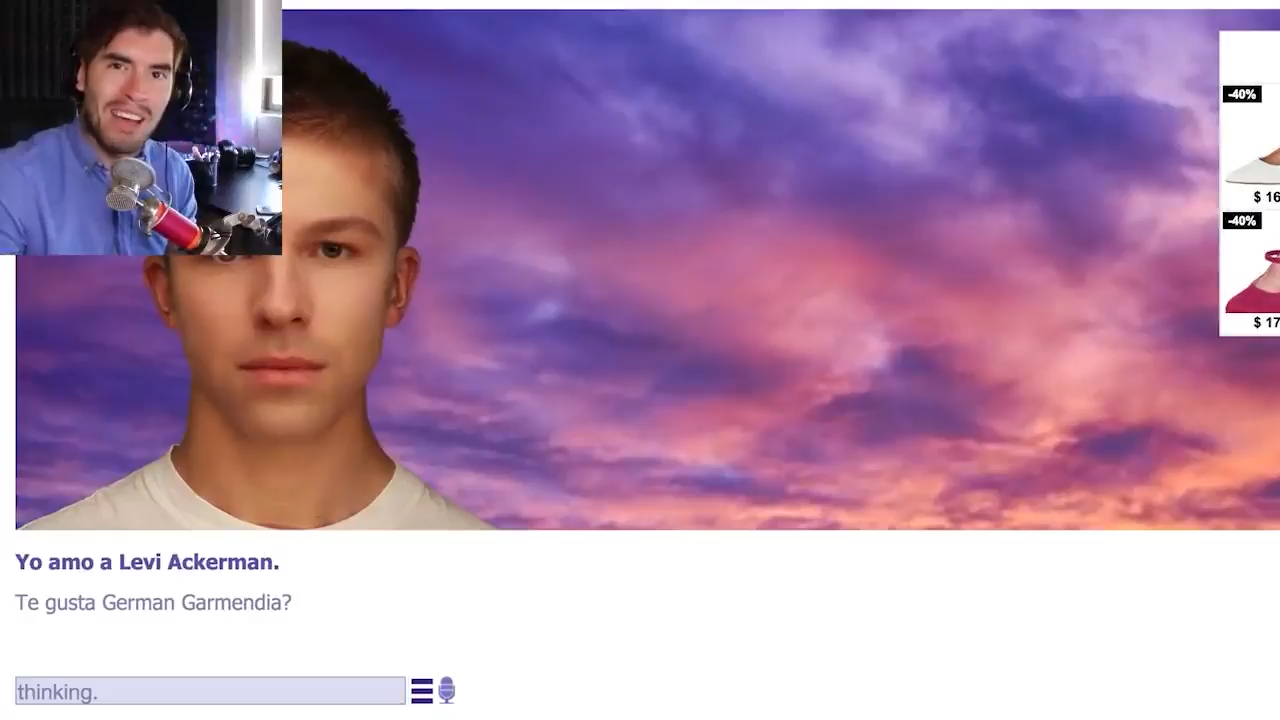 -40%
$ 16
-40%
$ 17
Yo amo a Levi Ackerman.
Te gusta German Garmendia?
thinking.